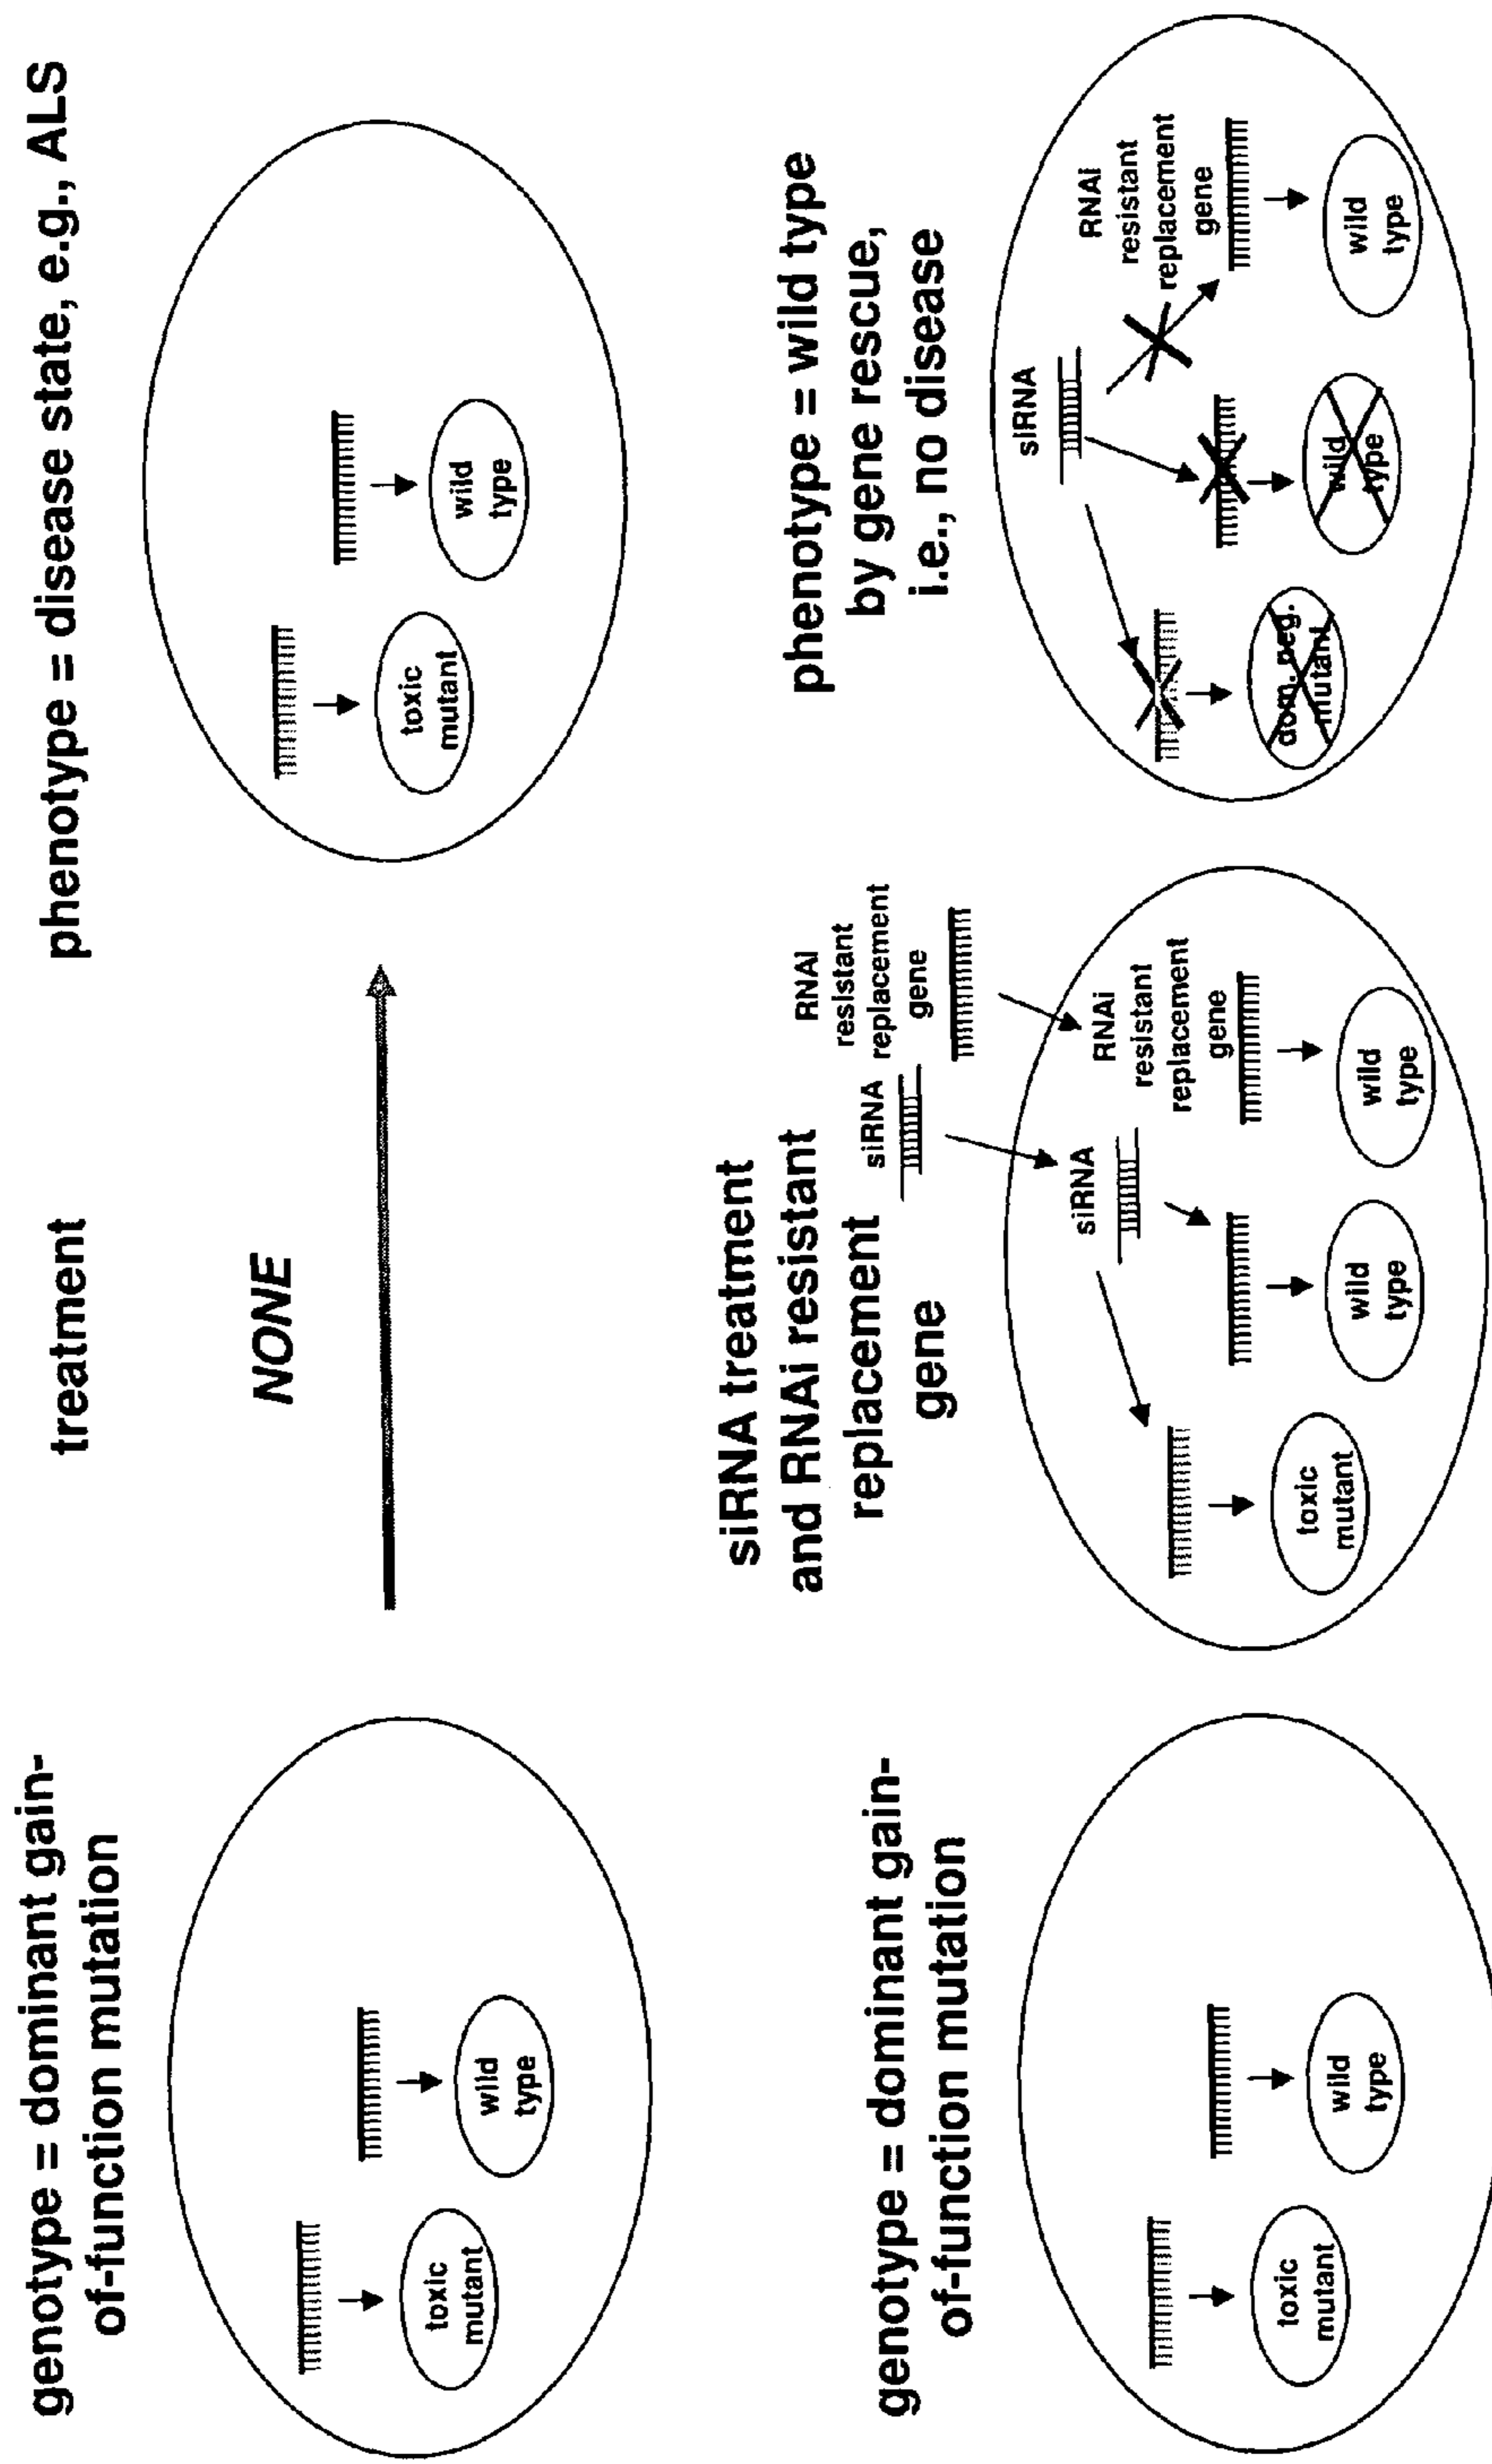 genotype = dominant gain-
of-function mutation
toxic
mutant
wild
type
treatment
NONE
phenotype = disease state, e.g., ALS
toxic
mutant
wild
type
genotype = dominant gain-
of-function mutation
toxic
mutant
wild
type
siRNA treatment
and RNAi resistant
replacement
gene
siRNA
RNAi
resistant
replacement
gene
siRNA
RNAi
resistant
replacement
gene
toxic
mutant
wild
type
wild
type
phenotype = wild type
by gene rescue,
i.e., no disease
siRNA
RNAi
resistant
replacement
gene
dom. neg.
mutant
wild
type
wild
type